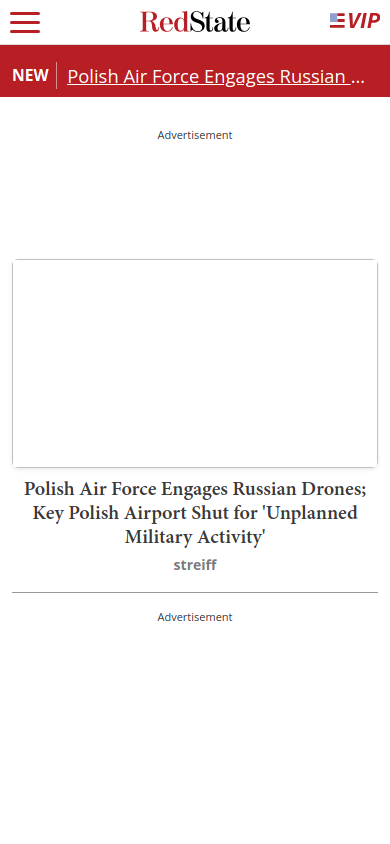 RedState
VIP
NEW
Polish Air Force Engages Russian ...
Advertisement
Polish Air Force Engages Russian Drones;
Key Polish Airport Shut for 'Unplanned
Military Activity'
streiff
Advertisement